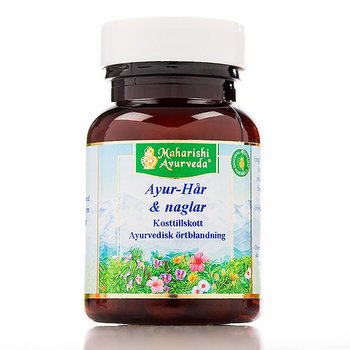 Maharishi
Ayurveda®
Ayur-Hår
& naglar
Kosttillskott
Ayurvedisk örtblandning